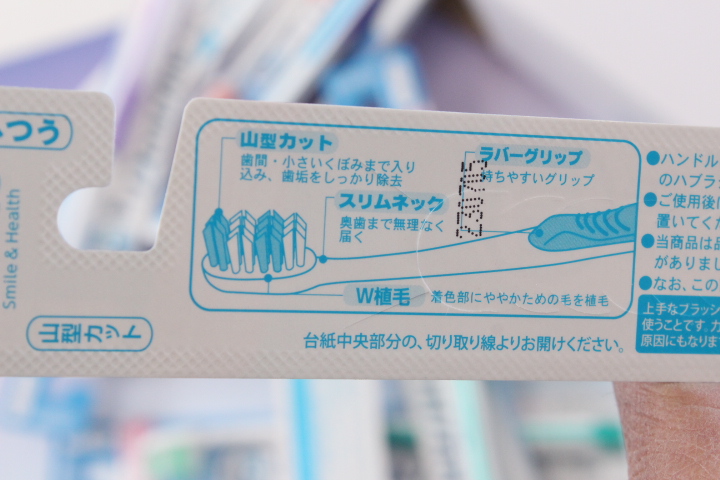 ふつう
Smile & Health
山型カット
山型カット
歯間・小さいくぼみまで入り
込み、歯垢をしっかり除去
スリムネック
奥歯まで無理なく
届く
ラバーグリップ
持ちやすいグリップ
230705
W植毛
着色部にややかための毛を植毛
台紙中央部分の、切り取り線よりお開けください。
●ハンドル
のハブラ
●ご使用後に
置いてくだ
●当商品は品
がありまし
●なお、この
上手なブラッシ
使うことです。力
原因にもなりま